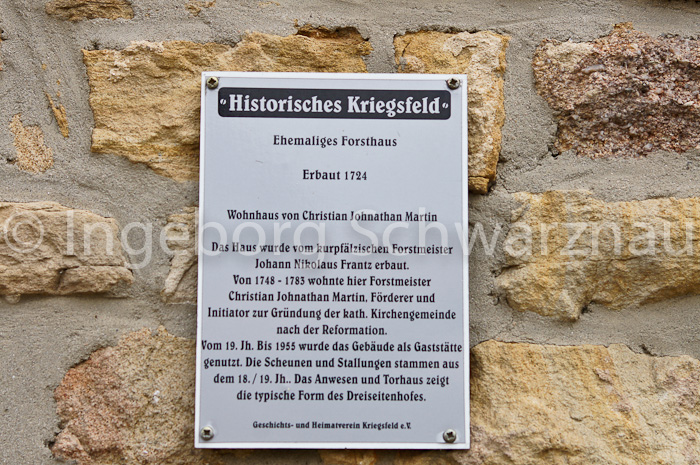 Historisches Kriegsfeld
Ehemaliges Forsthaus
Erbaut 1724
Wohnhaus von Christian Johnathan Martin
© Ingeborg Schwarznau
Das Haus wurde vom kurpfälzischen Forstmeister
Johann Nikolaus Frantz erbaut.
Von 1748 - 1783 wohnte hier Forstmeister
Christian Johnathan Martin, Förderer und
Initiator zur Gründung der kath. Kirchengemeinde
nach der Reformation.
Vom 19. Jh. Bis 1955 wurde das Gebäude als Gaststätte
genutzt. Die Scheunen und Stallungen stammen aus
dem 18. / 19. Jh.. Das Anwesen und Torhaus zeigt
die typische Form des Dreiseitenhofes.
Geschichts- und Heimatverein Kriegsfeld e.V.